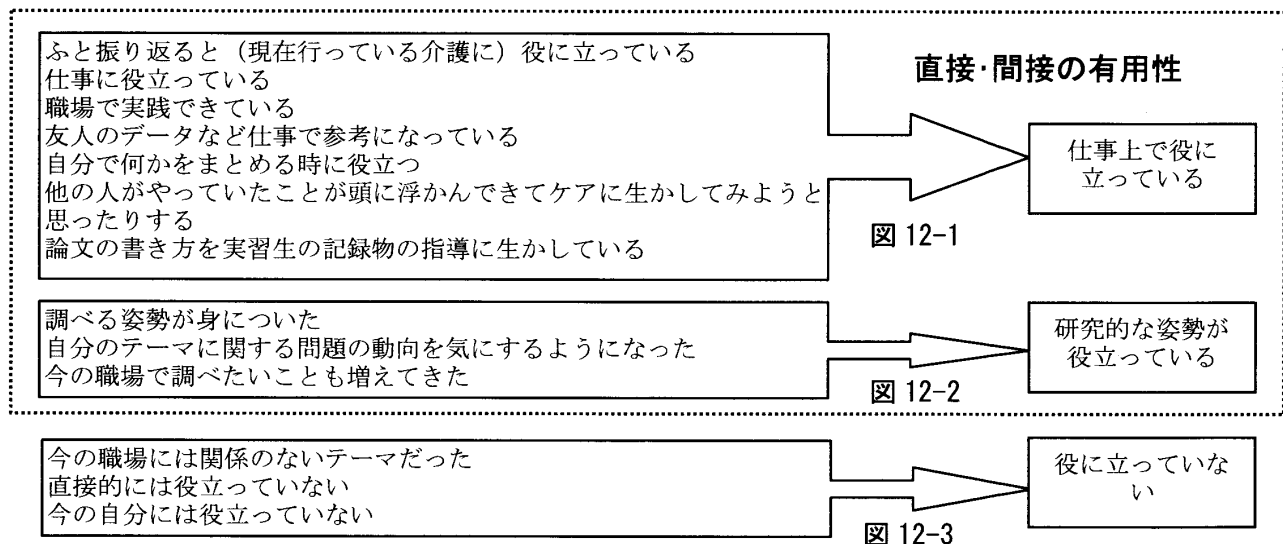 ふと振り返ると（現在行っている介護に）役に立っている
仕事に役立っている
職場で実践できている
友人のデータなど仕事で参考になっている
自分で何かをまとめる時に役立つ
他の人がやっていたことが頭に浮かんできてケアに生かしてみようと
思ったりする
論文の書き方を実習生の記録物の指導に生かしている
直接・間接の有用性
仕事上で役に
立っている
図 12-1
調べる姿勢が身についた
自分のテーマに関する問題の動向を気にするようになった
今の職場で調べたいことも増えてきた
研究的な姿勢が
役立っている
図 12-2
今の職場には関係のないテーマだった
直接的には役立っていない
今の自分には役立っていない
役に立っていな
い
図 12-3